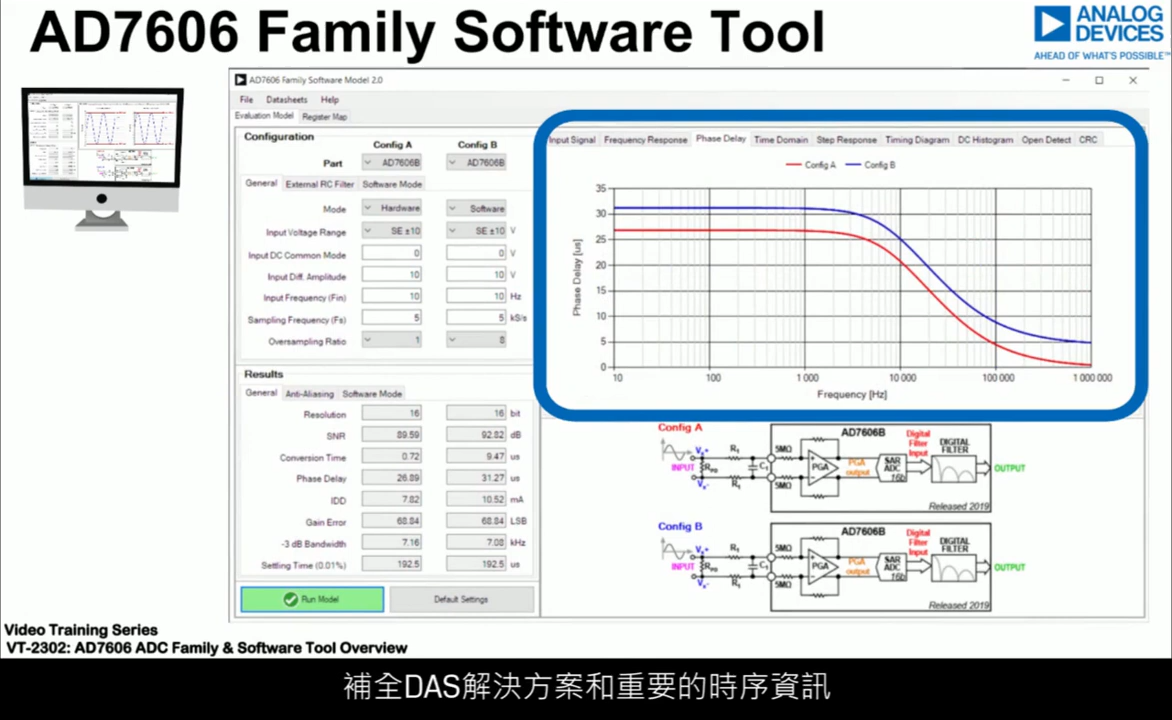 AD7606 Family Software Tool
ANALOG
DEVICES
AHEAD OF WHAT'S POSSIBLE™
AD7606 Family Software Model 2.0
File Datasheets Help
Evaluation Model Register Map
Configuration
Config A Config B
Part AD7606B AD7606B
General External RC Filter Software Mode
Mode Hardware Software
Input Voltage Range SE ±10 SE ±10 V
Input DC Common Mode 0 0 V
Input Diff. Amplitude 10 10 V
Input Frequency (Fin) 10 10 Hz
Sampling Frequency (Fs) 5 5 kS/s
Oversampling Ratio 1 8
Results
General Anti-Aliasing Software Mode
Resolution 16 16 bit
SNR 89.59 92.82 dB
Conversion Time 0.72 9.47 us
Phase Delay 26.89 31.27 us
IDD 7.82 10.52 mA
Gain Error 68.84 68.84 LSB
-3 dB Bandwidth 7.16 7.08 kHz
Settling Time (0.01%) 192.5 192.5 us
Run Model Default Settings
Input Signal Frequency Response Phase Delay Time Domain Step Response Timing Diagram DC Histogram Open Detect CRC
Config A Config B
Phase Delay [us]
35
30
25
20
15
10
5
0
10 100 1 000 10 000 100 000 1 000 000
Frequency [Hz]
Config A
AD7606B
INPUT
Vx+
Vx-
R1
RPD
C1
R1
5MΩ
5MΩ
PGA
PGA
output
SAR
ADC
16b
Digital
Filter
Input
DIGITAL
FILTER
OUTPUT
Released 2019
Config B
AD7606B
INPUT
Vx+
Vx-
R1
RPD
C1
R1
5MΩ
5MΩ
PGA
PGA
output
SAR
ADC
16b
Digital
Filter
Input
DIGITAL
FILTER
OUTPUT
Released 2019
Video Training Series
VT-2302: AD7606 ADC Family & Software Tool Overview
補全DAS解決方案和重要的時序資訊